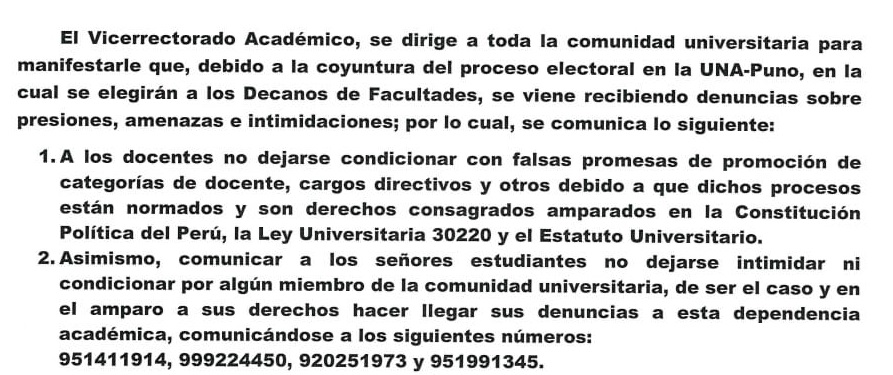 El Vicerrectorado Académico, se dirige a toda la comunidad universitaria para
manifestarle que, debido a la coyuntura del proceso electoral en la UNA-Puno, en la
cual se elegirán a los Decanos de Facultades, se viene recibiendo denuncias sobre
presiones, amenazas e intimidaciones; por lo cual, se comunica lo siguiente:
1. A los docentes no dejarse condicionar con falsas promesas de promoción de
categorías de docente, cargos directivos y otros debido a que dichos procesos
están normados y son derechos consagrados amparados en la Constitución
Política del Perú, la Ley Universitaria 30220 y el Estatuto Universitario.
2. Asimismo, comunicar a los señores estudiantes no dejarse intimidar ni
condicionar por algún miembro de la comunidad universitaria, de ser el caso y en
el amparo a sus derechos hacer llegar sus denuncias a esta dependencia
académica, comunicándose a los siguientes números:
951411914, 999224450, 920251973 y 951991345.